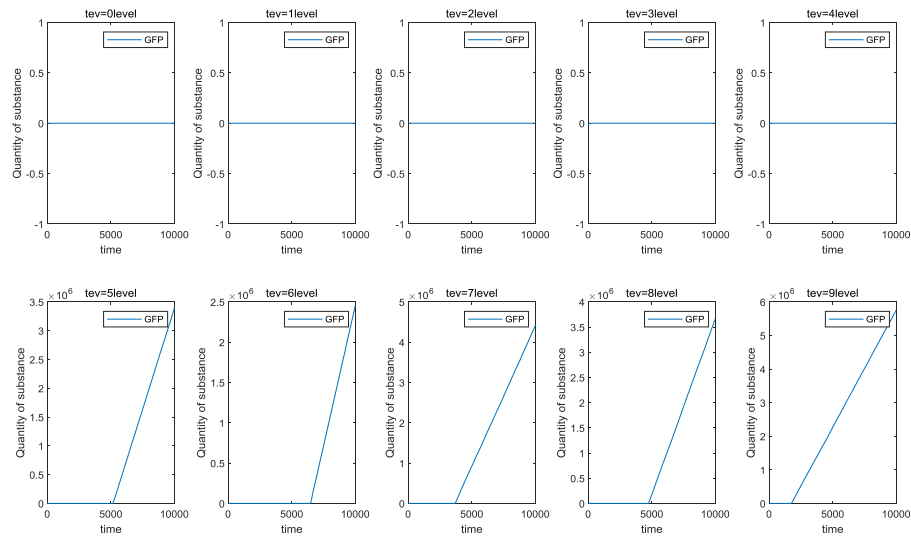 tev=0level tev=1level tev=2level tev=3level tev=4level
1 1 1 1 1
GFP GFP GFP GFP GFP
0.5 0.5 0.5 0.5 0.5
Quantity of substance Quantity of substance Quantity of substance Quantity of substance Quantity of substance
0 0 0 0 0
-0.5 -0.5 -0.5 -0.5 -0.5
-1 -1 -1 -1 -1
0 5000 10000 0 5000 10000 0 5000 10000 0 5000 10000 0 5000 10000
time time time time time
×10^6 tev=5level ×10^6 tev=6level ×10^6 tev=7level ×10^6 tev=8level ×10^6 tev=9level
3.5 2.5 5 4 6
GFP GFP GFP GFP GFP
3 2 4 3.5 5
2.5 1.5 3 3 4
2 1 2 2.5 3
Quantity of substance Quantity of substance Quantity of substance Quantity of substance Quantity of substance
1.5 0.5 1 2 2
1 0 0 1.5 1
0.5 1 0
0 0.5
0
0 5000 10000 0 5000 10000 0 5000 10000 0 5000 10000 0 5000 10000
time time time time time